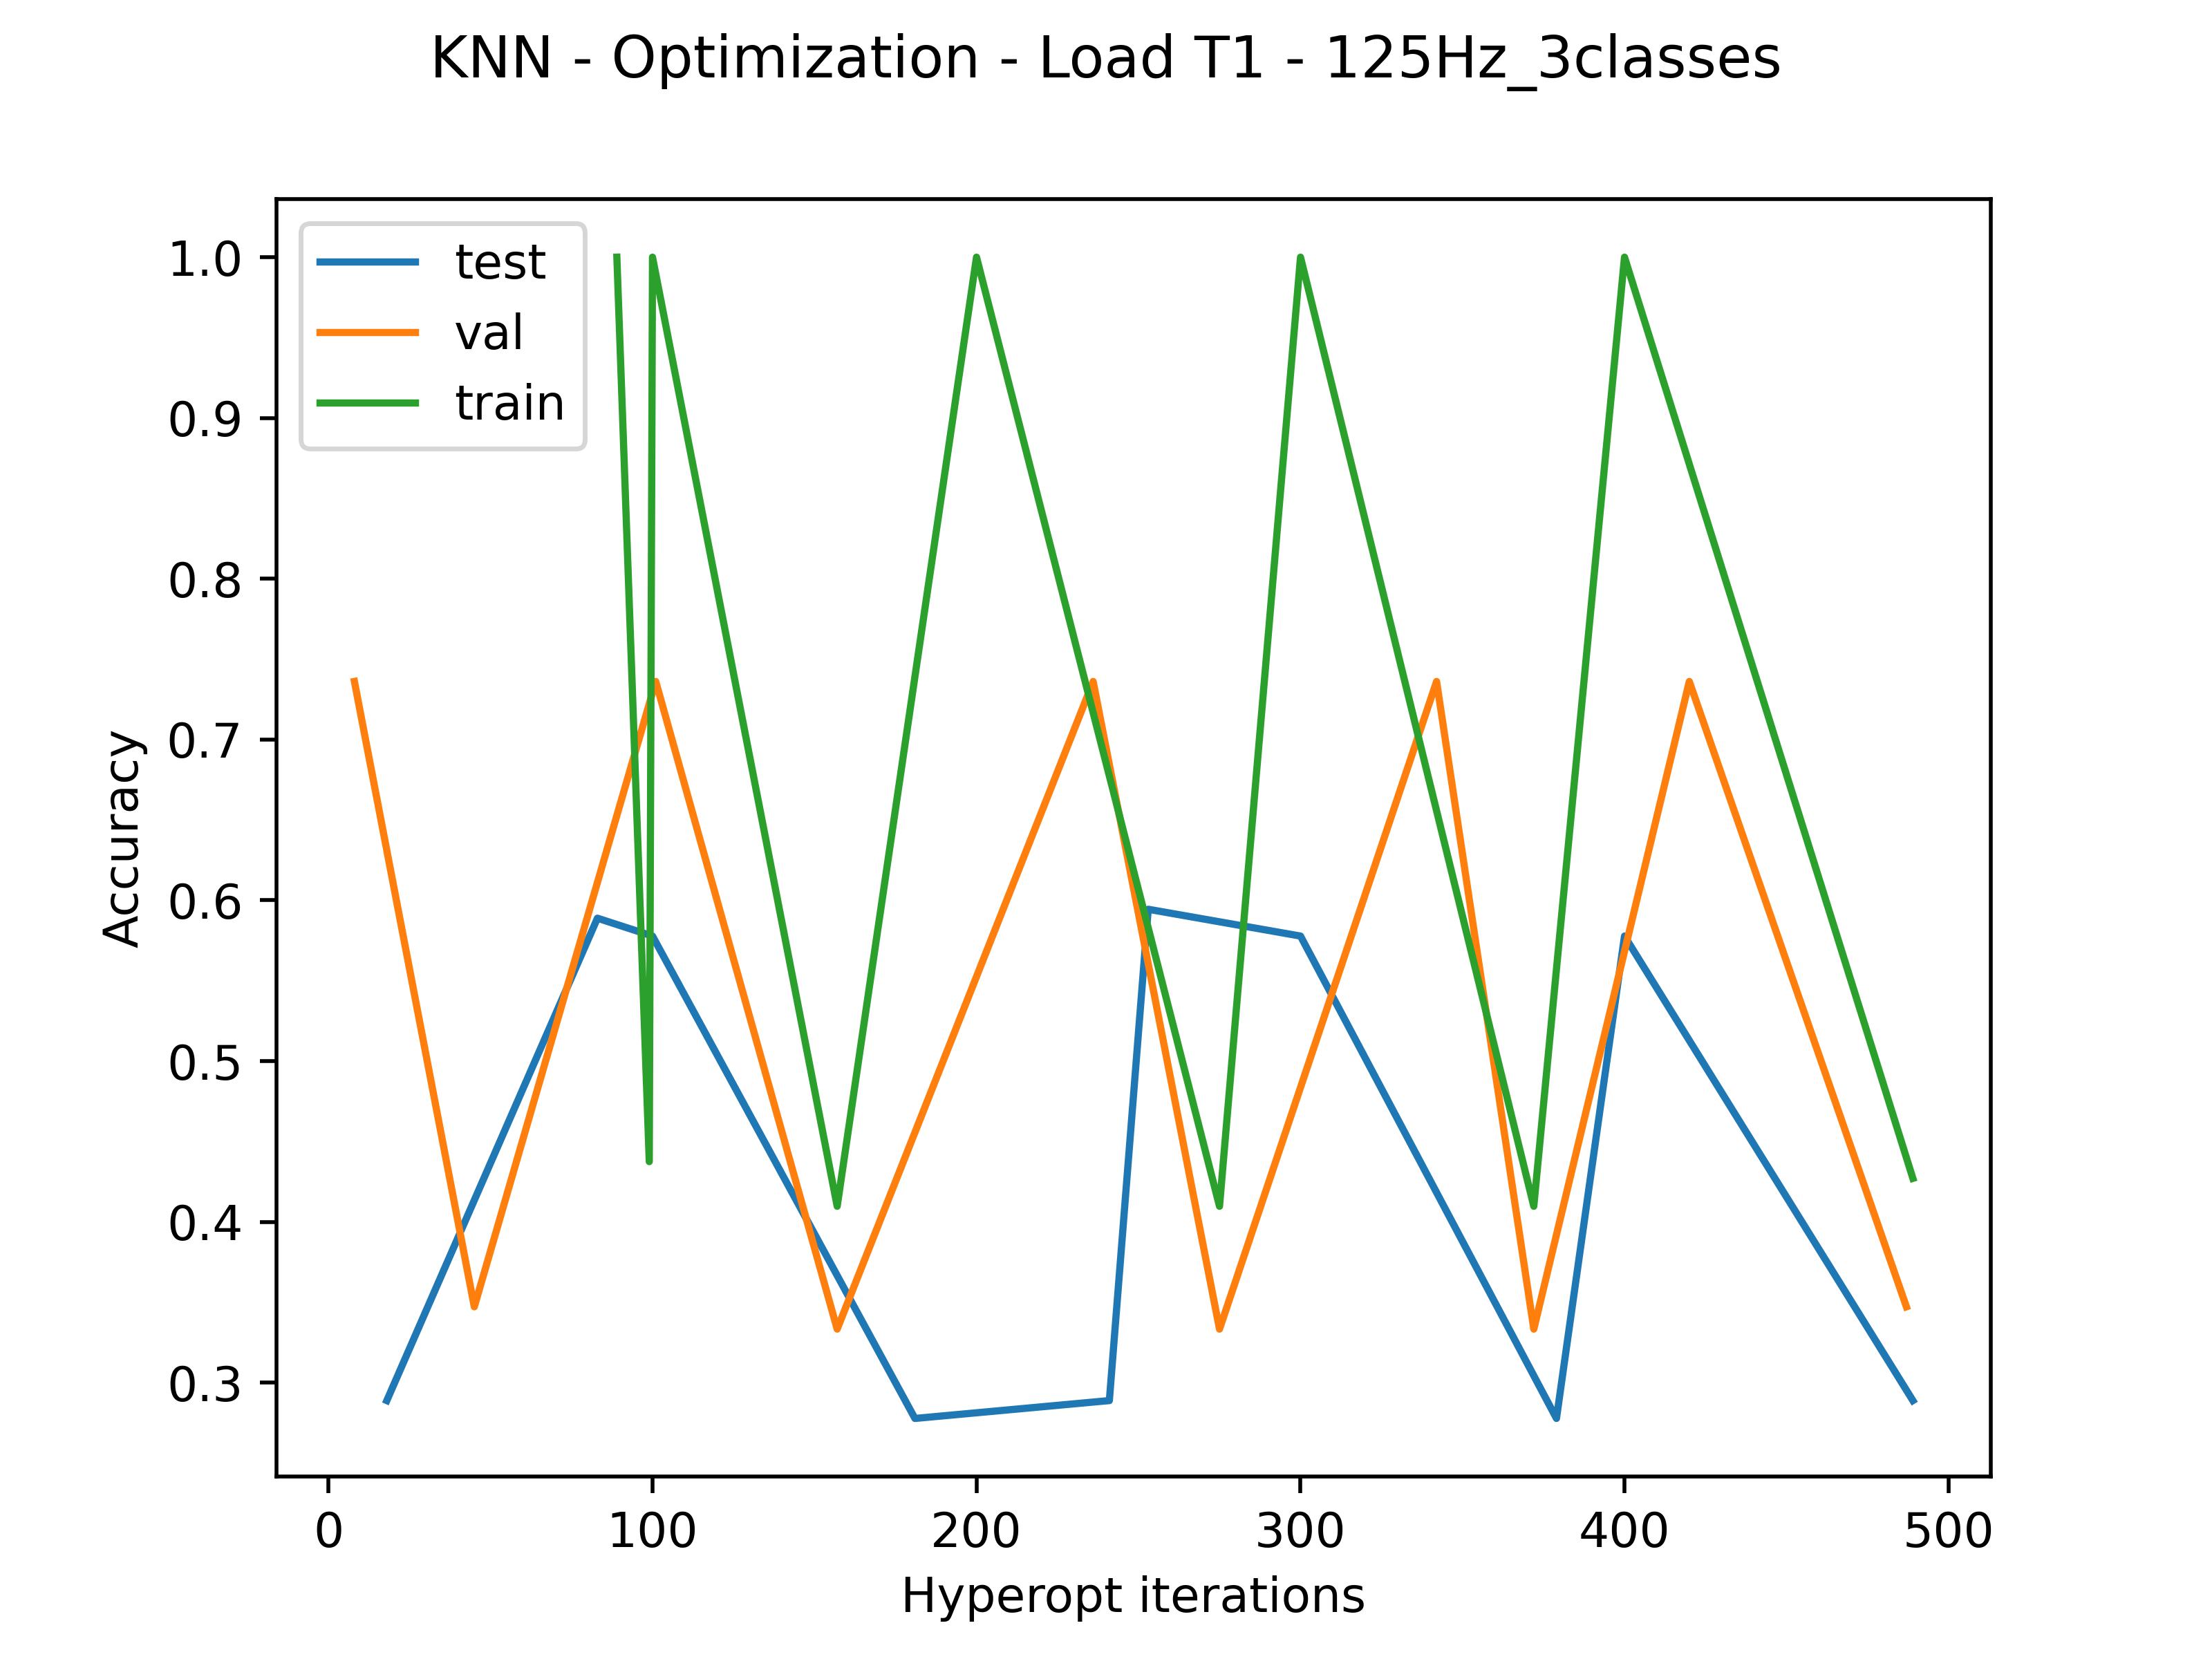 KNN - Optimization - Load T1 - 125Hz_3classes
test
val
train
1.0
0.9
0.8
0.7
0.6
0.5
0.4
0.3
Accuracy
0 100 200 300 400 500
Hyperopt iterations